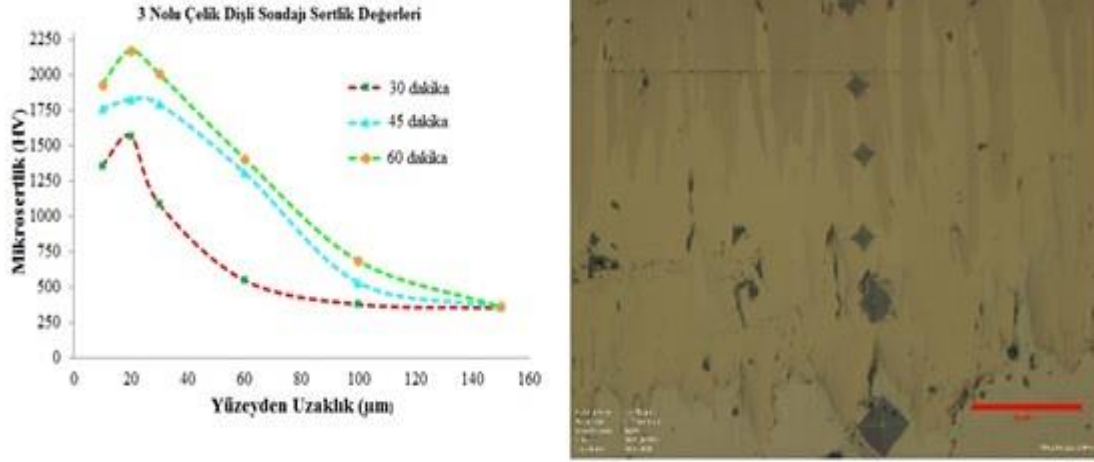 3 Nolu Çelik Dişli Sondajı Sertlik Değerleri
Mikrosertlik (HV)
2250
2000
1750
1500
1250
1000
750
500
250
0
30 dakika
45 dakika
60 dakika
0 20 40 60 80 100 120 140 160
Yüzeyden Uzaklık (µm)